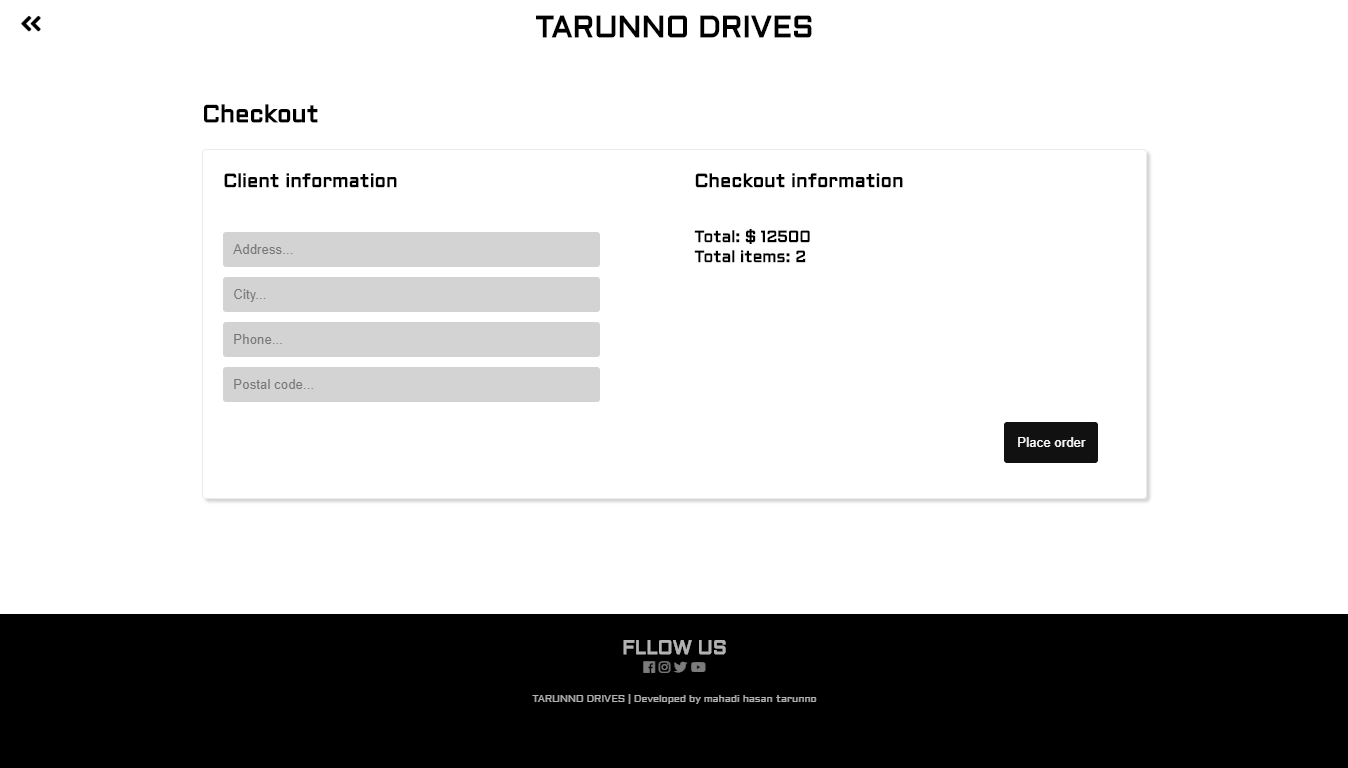 TARUNNO DRIVES
Checkout
Client information
Address...
City...
Phone...
Postal code...
Checkout information
Total: $ 12500
Total items: 2
Place order
FLLOW US
TARUNNO DRIVES | Developed by mahadi hasan tarunno